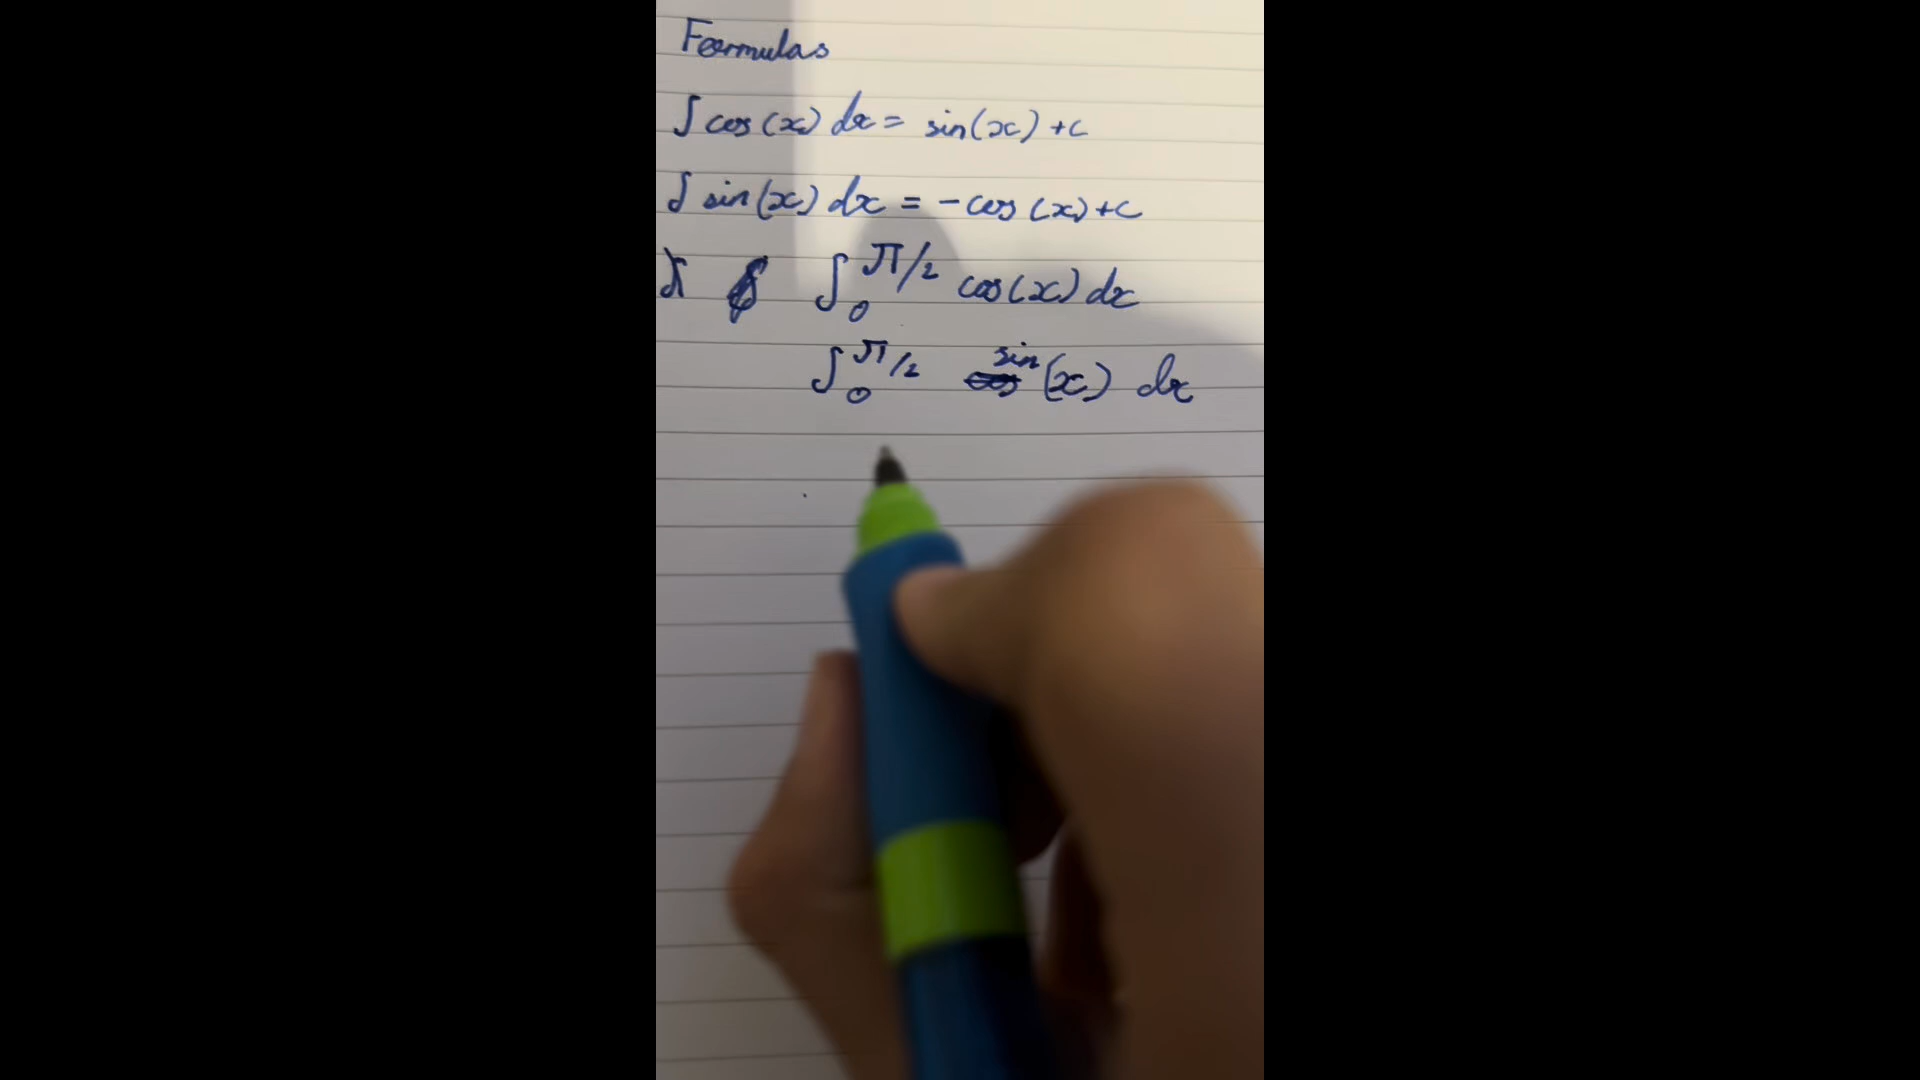 Formulas
∫ cos(x) dx = sin(x) + c
∫ sin(x) dx = -cos(x) + c
∫₀^π/2 cos(x) dx
∫₀^π/2 sin(x) dx